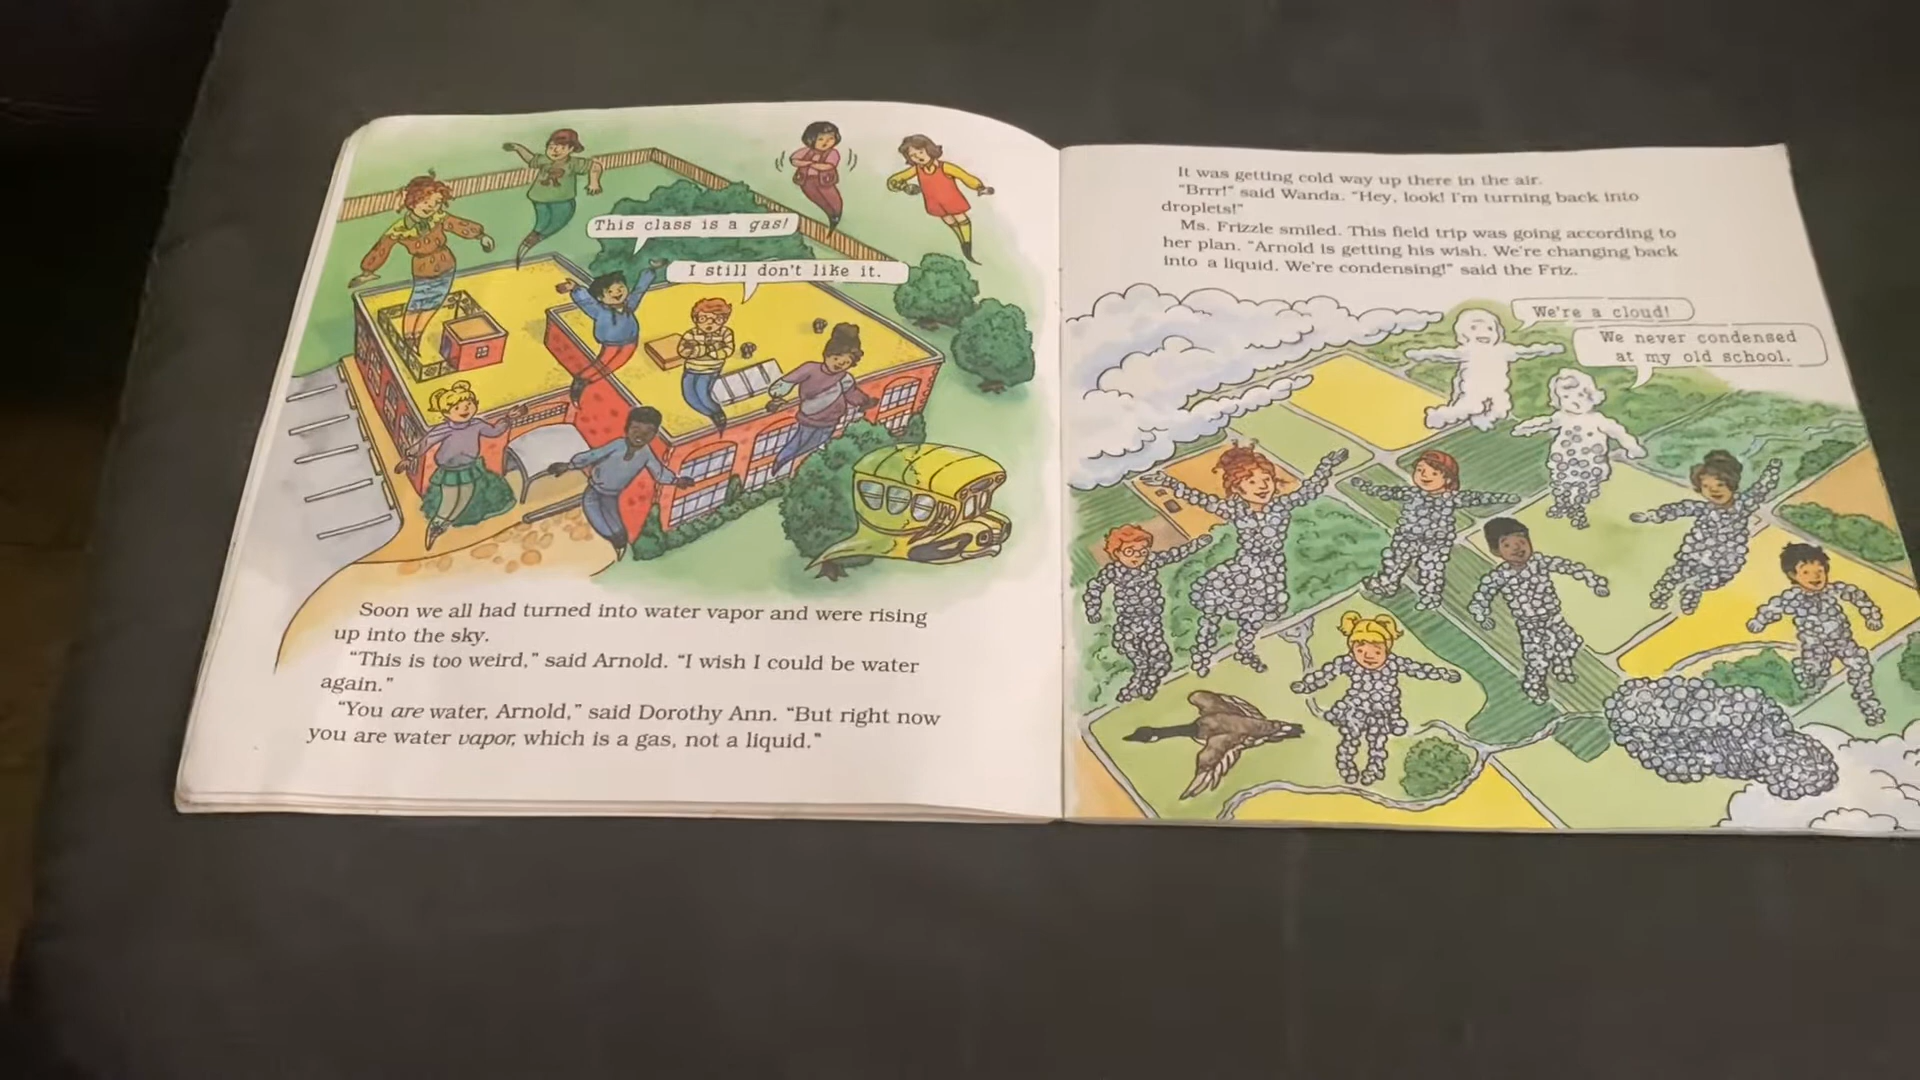 This class is a gas!
I still don't like it.
Soon we all had turned into water vapor and were rising
up into the sky.
"This is too weird," said Arnold. "I wish I could be water
again."
"You are water, Arnold," said Dorothy Ann. "But right now
you are water vapor, which is a gas, not a liquid."
It was getting cold way up there in the air.
"Brrr!" said Wanda. "Hey, look! I'm turning back into
droplets!"
Ms. Frizzle smiled. This field trip was going according to
her plan. "Arnold is getting his wish. We're changing back
into a liquid. We're condensing!" said the Friz.
We're a cloud!
We never condensed
at my old school.